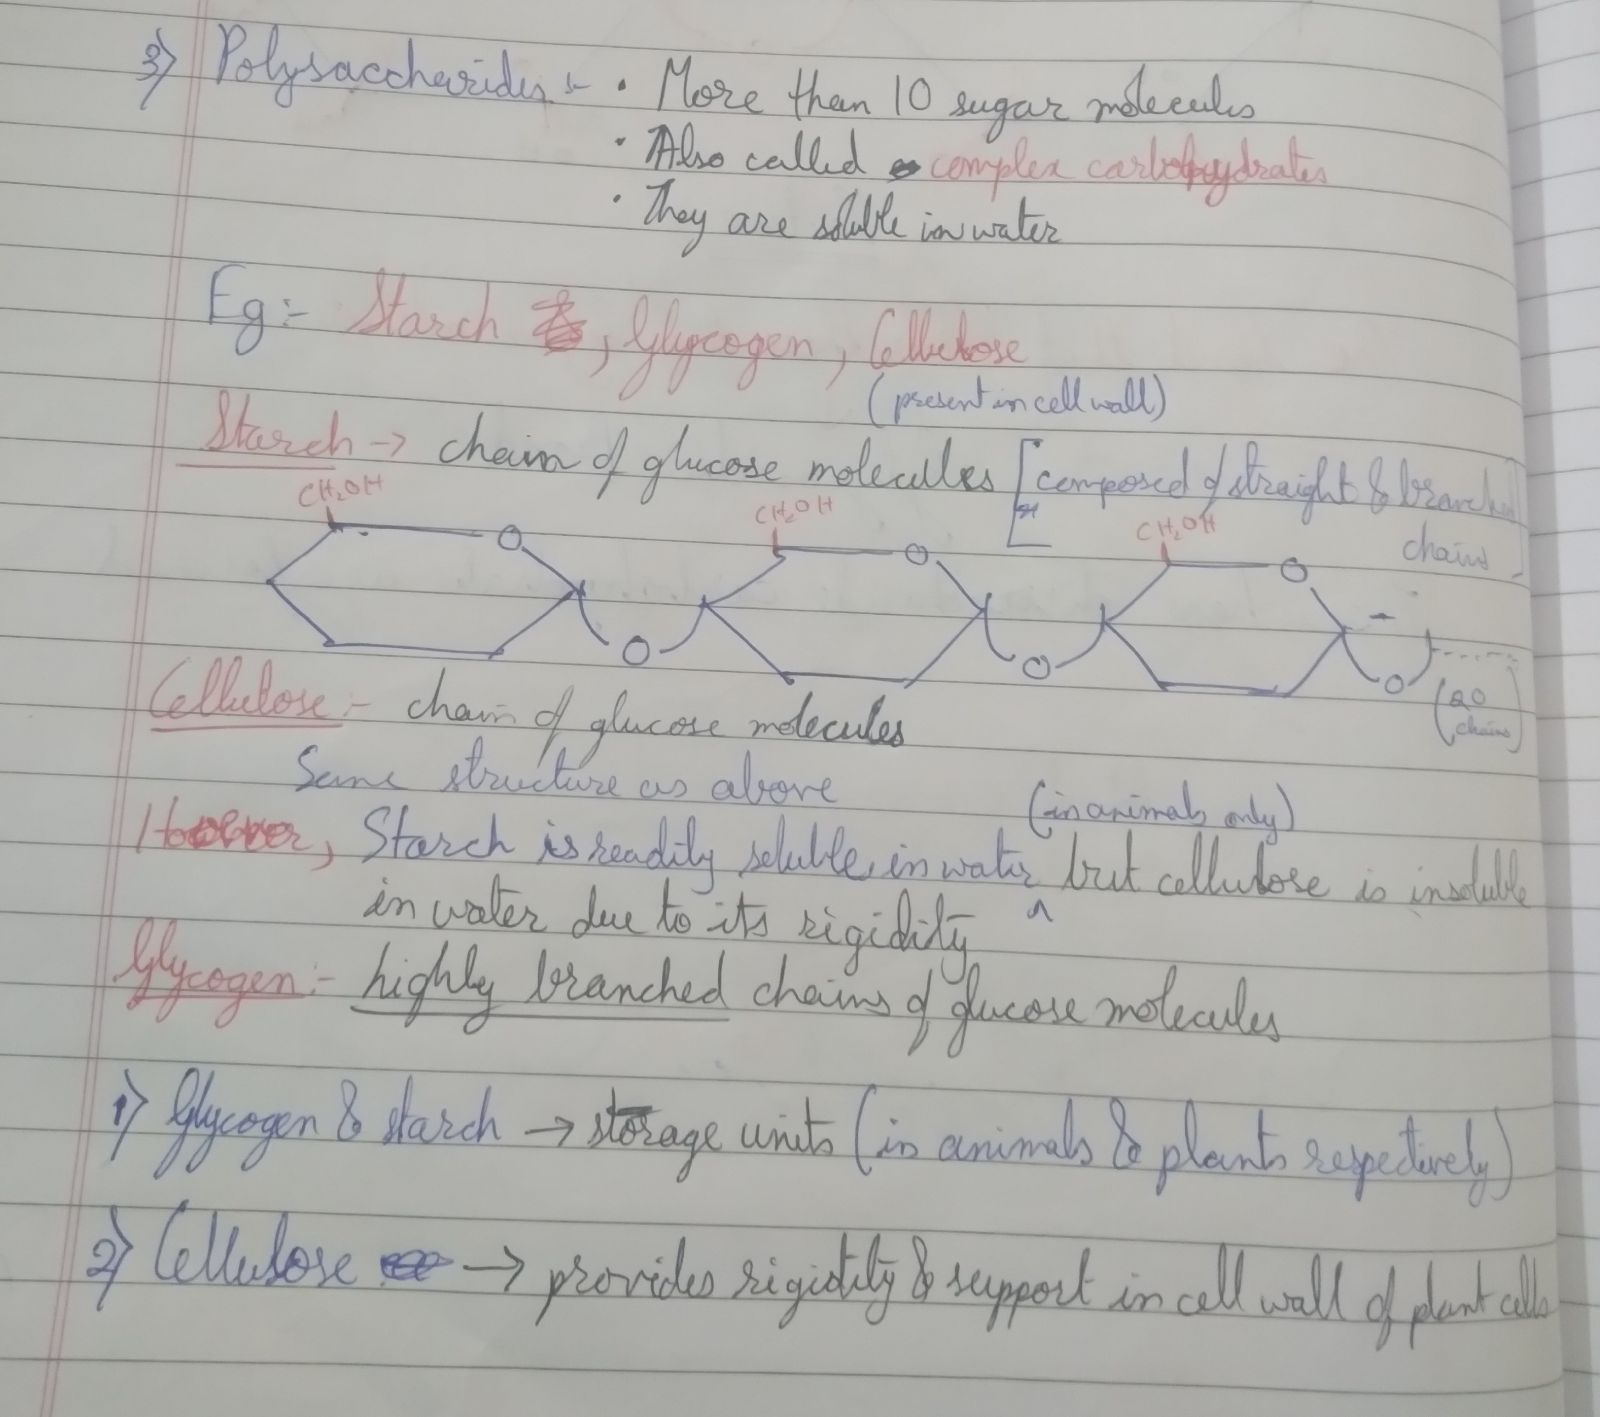 3) Polysaccharides :- • More than 10 sugar molecules
• Also called complex carbohydrates
• They are soluble in water
Eg :- Starch, Glycogen, Cellulose
(present in cell wall)
Starch → chain of glucose molecules [composed of straight & branched
chains]
CH₂OH CH₂OH CH₂OH
O O O
O O O
(20
chains)
Cellulose :- chain of glucose molecules
Same structure as above
(in animals only)
However, Starch is readily soluble in water ^ but cellulose is insoluble
in water due to its rigidity
Glycogen :- highly branched chains of glucose molecules
1) Glycogen & starch → storage units (in animals & plants respectively)
2) Cellulose → provides rigidity & support in cell wall of plant cells